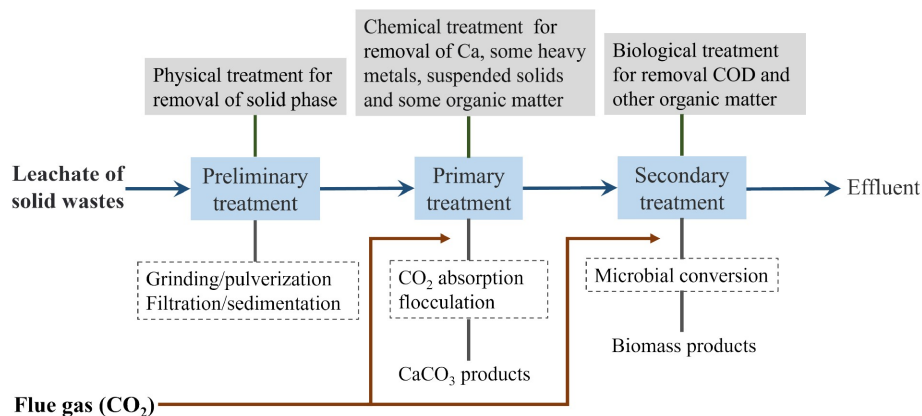 Physical treatment for
removal of solid phase
Chemical treatment for
removal of Ca, some heavy
metals, suspended solids
and some organic matter
Biological treatment
for removal COD and
other organic matter
Leachate of
solid wastes
Preliminary
treatment
Primary
treatment
Secondary
treatment
Effluent
Grinding/pulverization
Filtration/sedimentation
CO₂ absorption
flocculation
Microbial conversion
CaCO₃ products
Biomass products
Flue gas (CO₂)